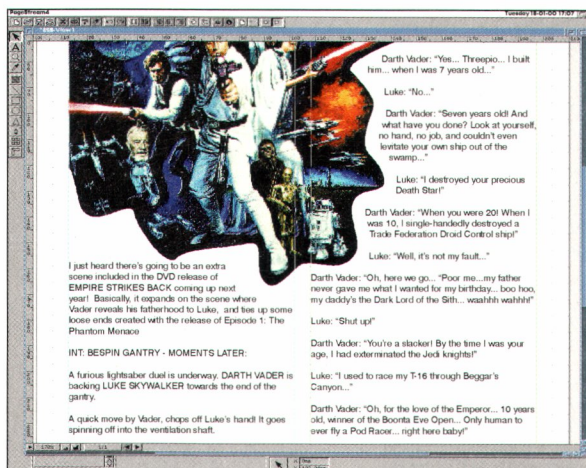 PageStream4
Tuesday 18-01-00 17:07
I just heard there's going to be an extra
scene included in the DVD release of
EMPIRE STRIKES BACK coming up next
year! Basically, it expands on the scene where
Vader reveals his fatherhood to Luke, and ties up some
loose ends created with the release of Episode 1: The
Phantom Menace
INT: BESPIN GANTRY - MOMENTS LATER:
A furious lightsaber duel is underway. DARTH VADER is
backing LUKE SKYWALKER towards the end of the
gantry.
A quick move by Vader, chops off Luke's hand! It goes
spinning off into the ventilation shaft.
Darth Vader: "Yes... Threepio... I built
him... when I was 7 years old..."
Luke: "No..."
Darth Vader: "Seven years old! And
what have you done? Look at yourself,
no hand, no job, and couldn't even
levitate your own ship out of the
swamp..."
Luke: "I destroyed your precious
Death Star!"
Darth Vader: "When you were 20! When I
was 10, I single-handedly destroyed a
Trade Federation Droid Control ship!"
Luke: "Well, it's not my fault..."
Darth Vader: "Oh, here we go... "Poor me...my father
never gave me what I wanted for my birthday... boo hoo,
my daddy's the Dark Lord of the Sith... waahhh wahhh!"
Luke: "Shut up!"
Darth Vader: "You're a slacker! By the time I was your
age, I had exterminated the Jedi knights!"
Luke: "I used to race my T-16 through Beggar's
Canyon..."
Darth Vader: "Oh, for the love of the Emperor... 10 years
old, winner of the Boonta Eve Open... Only human to
ever fly a Pod Racer... right here baby!"
1/1